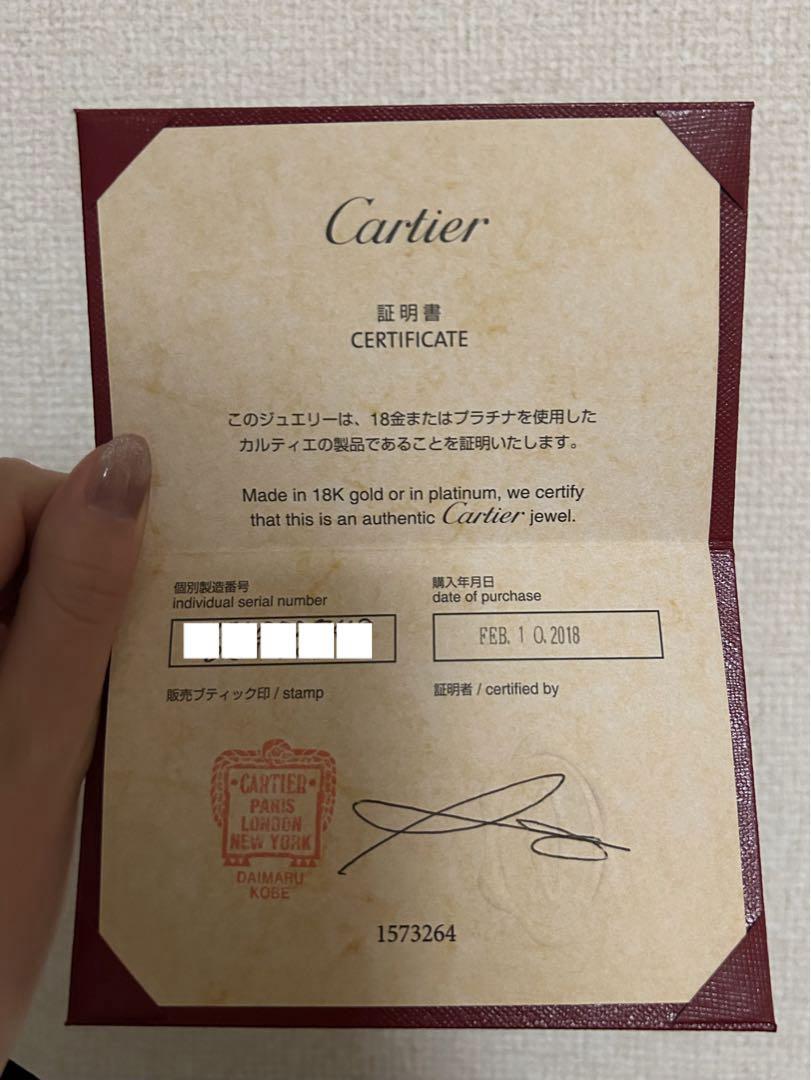 Cartier
証明書
CERTIFICATE
このジュエリーは、18金またはプラチナを使用した
カルティエの製品であることを証明いたします。
Made in 18K gold or in platinum, we certify
that this is an authentic Cartier jewel.
個別製造番号
individual serial number
購入年月日
date of purchase
FEB. 10. 2018
販売ブティック印 / stamp
証明者 / certified by
CARTIER
PARIS
LONDON
NEW YORK
DAIMARU
KOBE
1573264